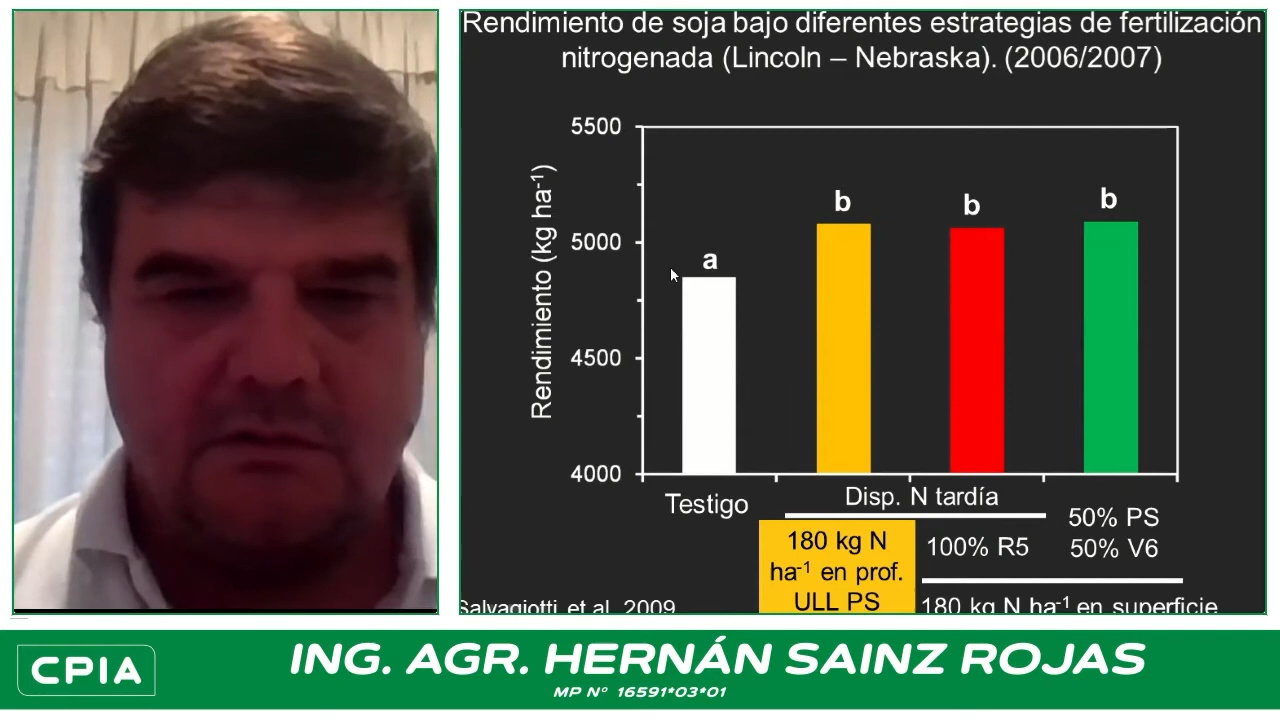 Rendimiento de soja bajo diferentes estrategias de fertilización
nitrogenada (Lincoln – Nebraska). (2006/2007)
5500
5000
4500
4000
Rendimiento (kg ha-1)
a
b
b
b
Testigo
Disp. N tardía
180 kg N
ha-1 en prof.
ULL PS
100% R5
50% PS
50% V6
180 kg N ha-1 en superficie
Salvagiotti et al. 2009
CPIA
ING. AGR. HERNÁN SAINZ ROJAS
MP Nº 16591*03*01